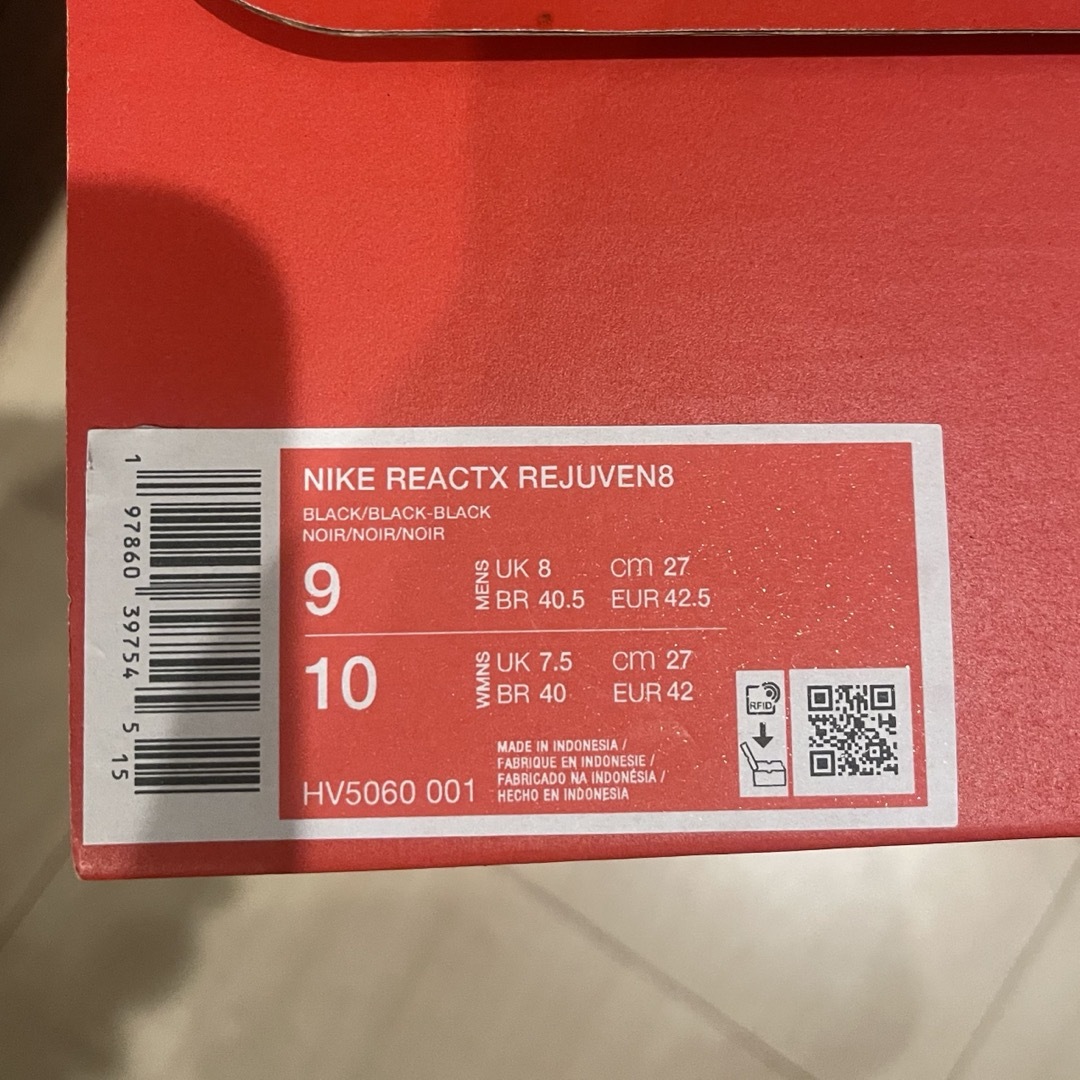 NIKE REACTX REJUVEN8
BLACK/BLACK-BLACK
NOIR/NOIR/NOIR
9
MENS
UK 8 cm 27
BR 40.5 EUR 42.5
10
WMNS
UK 7.5 cm 27
BR 40 EUR 42
HV5060 001
MADE IN INDONESIA /
FABRIQUE EN INDONESIE /
FABRICADO NA INDONÉSIA /
HECHO EN INDONESIA
RFID
1 97860 39754 5 15